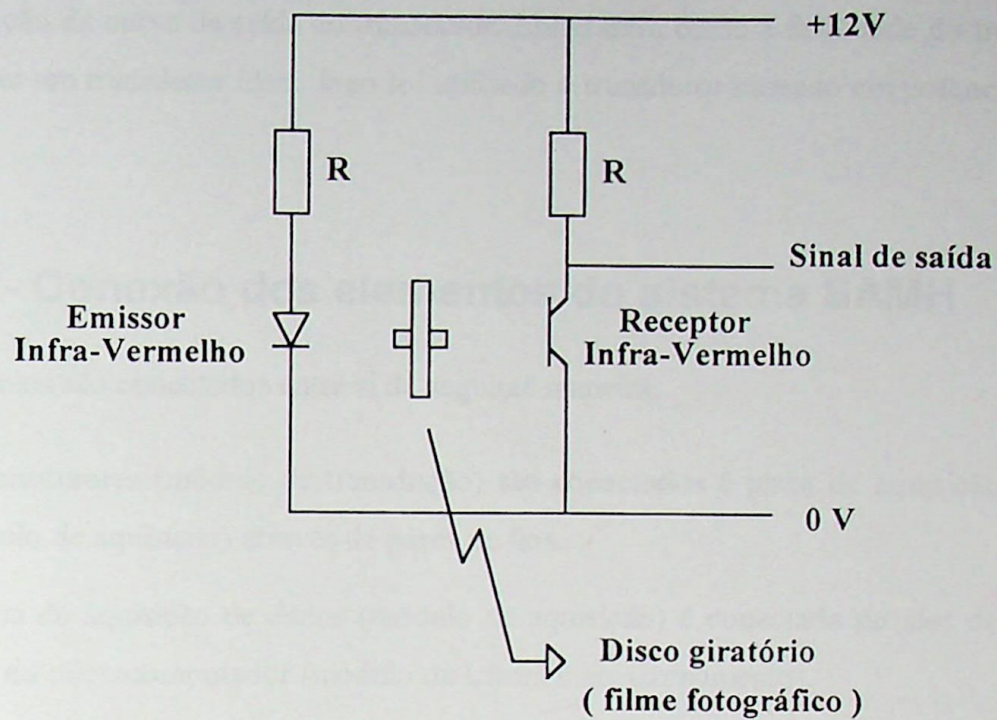 +12V
R
R
Sinal de saída
Emissor
Infra-Vermelho
Receptor
Infra-Vermelho
0 V
Disco giratório
( filme fotográfico )